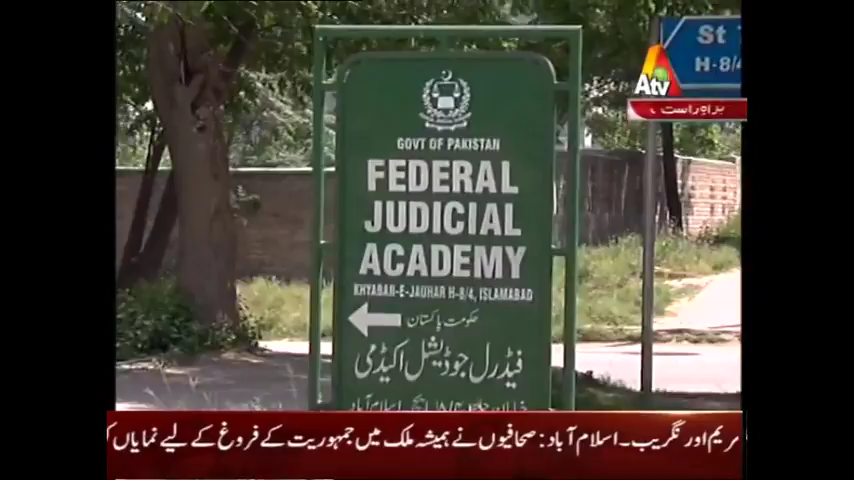 St
H-8/4
Atv
براہ راست
GOVT OF PAKISTAN
FEDERAL
JUDICIAL
ACADEMY
KHYABAN-E-JAUHAR H-8/4, ISLAMABAD
حکومت پاکستان
فیڈرل جوڈیشل اکیڈمی
مریم اور نگریب۔ اسلام آباد: صحافیوں نے ہمیشہ ملک میں جمہوریت کے فروغ کے لیے نمایاں